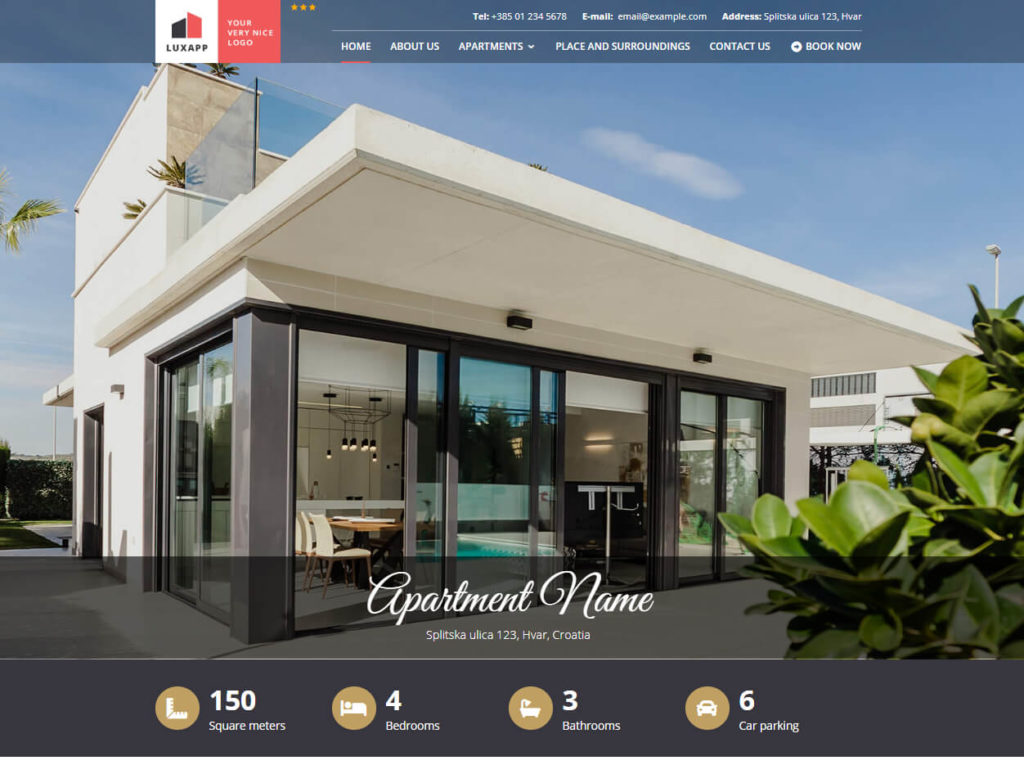 LUXAPP
YOUR
VERY NICE
LOGO
Tel: +385 01 234 5678 E-mail: email@example.com Address: Splitska ulica 123, Hvar
HOME ABOUT US APARTMENTS PLACE AND SURROUNDINGS CONTACT US BOOK NOW
Apartment Name
Splitska ulica 123, Hvar, Croatia
150
Square meters
4
Bedrooms
3
Bathrooms
6
Car parking